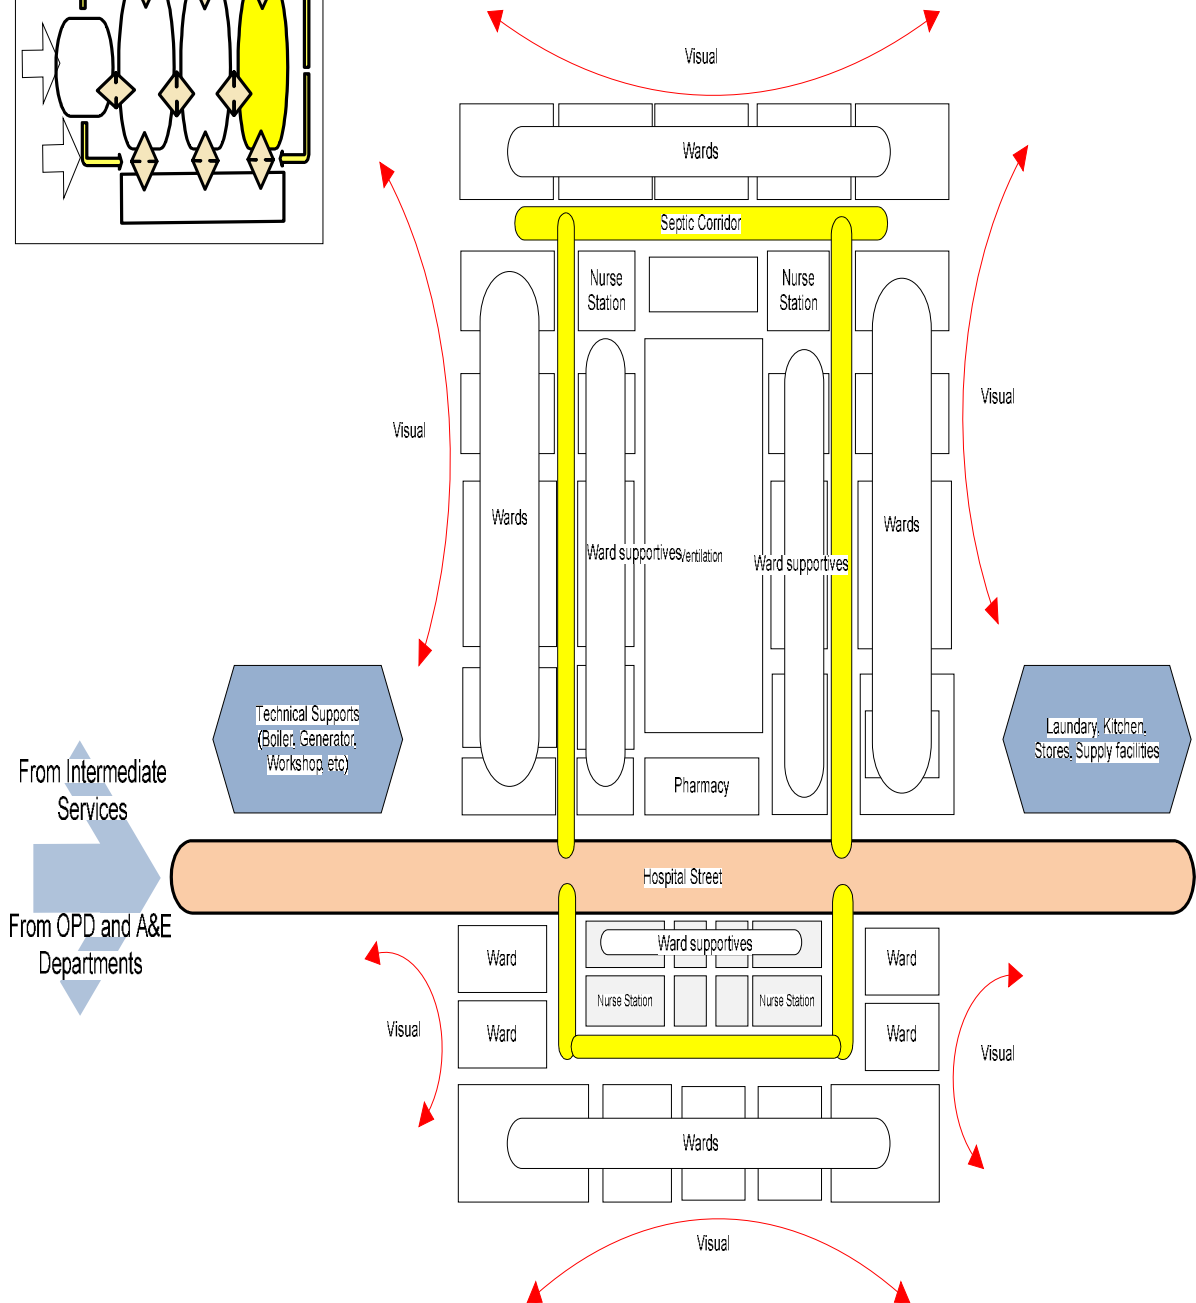 Visual
Wards
Septic Corridor
Nurse
Station
Nurse
Station
Visual
Visual
Wards
Wards
Ward supportives
Ventilation
Ward supportives
Technical Supports
(Boiler, Generator,
Workshop, etc)
Laundary, Kitchen,
Stores, Supply facilities
From Intermediate
Services
Pharmacy
Hospital Street
From OPD and A&E
Departments
Ward
Ward supportives
Ward
Nurse Station
Nurse Station
Ward
Ward
Visual
Visual
Wards
Visual